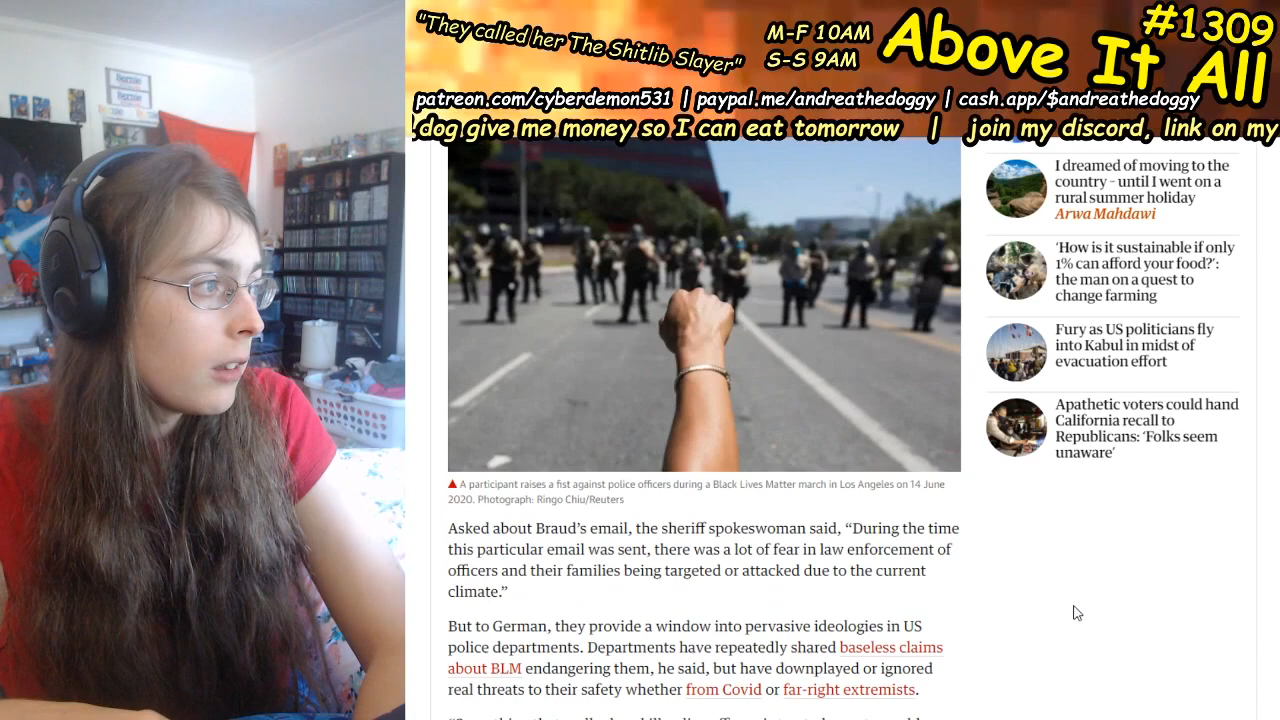 "They called her The Shitlib Slayer"
M-F 10AM
S-S 9AM
Above It All
#1309
patreon.com/cyberdemon531 | paypal.me/andreathedoggy | cash.app/$andreathedoggy
dog give me money so I can eat tomorrow | join my discord, link on my
Bernie
Bernie
I dreamed of moving to the
country – until I went on a
rural summer holiday
Arwa Mahdawi
'How is it sustainable if only
1% can afford your food?':
the man on a quest to
change farming
Fury as US politicians fly
into Kabul in midst of
evacuation effort
Apathetic voters could hand
California recall to
Republicans: 'Folks seem
unaware'
A participant raises a fist against police officers during a Black Lives Matter march in Los Angeles on 14 June
2020. Photograph: Ringo Chiu/Reuters
Asked about Braud's email, the sheriff spokeswoman said, "During the time
this particular email was sent, there was a lot of fear in law enforcement of
officers and their families being targeted or attacked due to the current
climate."
But to German, they provide a window into pervasive ideologies in US
police departments. Departments have repeatedly shared baseless claims
about BLM endangering them, he said, but have downplayed or ignored
real threats to their safety whether from Covid or far-right extremists.